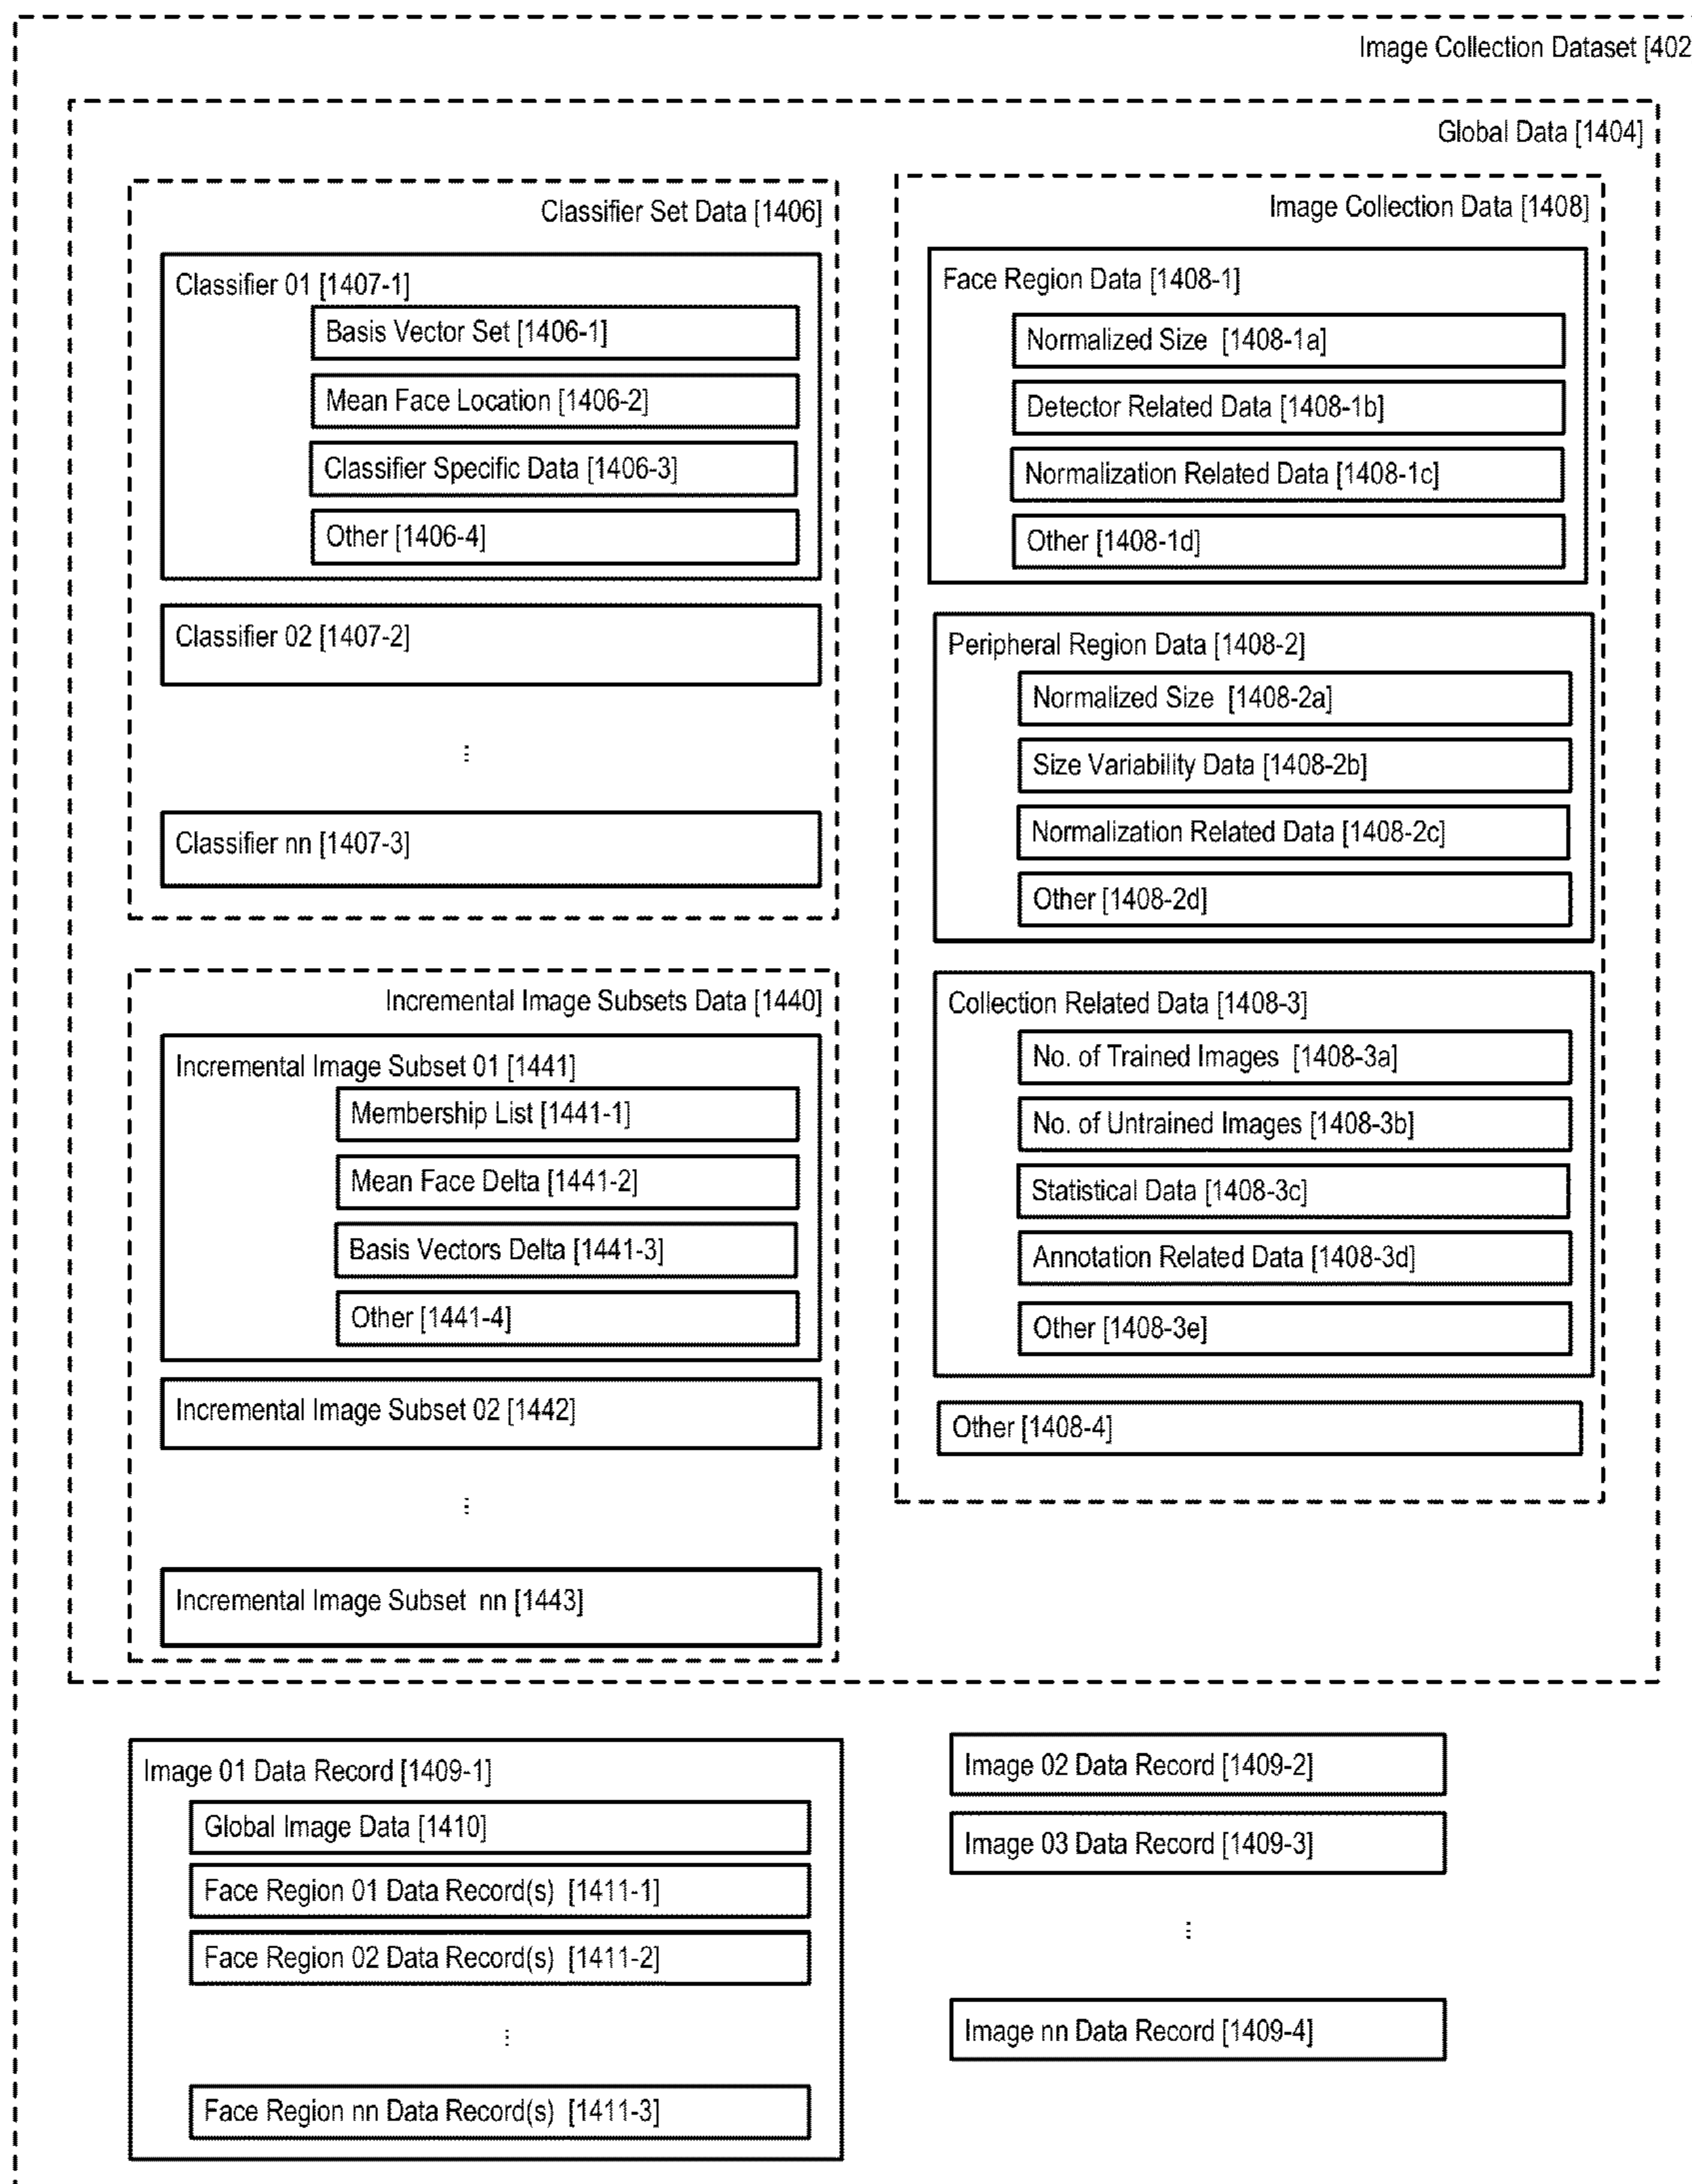 Image Collection Dataset [402
Global Data [1404]
Classifier Set Data [1406]
Classifier 01 [1407-1]
Basis Vector Set [1406-1]
Mean Face Location [1406-2]
Classifier Specific Data [1406-3]
Other [1406-4]
Classifier 02 [1407-2]
...
Classifier nn [1407-3]
Incremental Image Subsets Data [1440]
Incremental Image Subset 01 [1441]
Membership List [1441-1]
Mean Face Delta [1441-2]
Basis Vectors Delta [1441-3]
Other [1441-4]
Incremental Image Subset 02 [1442]
...
Incremental Image Subset nn [1443]
Image Collection Data [1408]
Face Region Data [1408-1]
Normalized Size [1408-1a]
Detector Related Data [1408-1b]
Normalization Related Data [1408-1c]
Other [1408-1d]
Peripheral Region Data [1408-2]
Normalized Size [1408-2a]
Size Variability Data [1408-2b]
Normalization Related Data [1408-2c]
Other [1408-2d]
Collection Related Data [1408-3]
No. of Trained Images [1408-3a]
No. of Untrained Images [1408-3b]
Statistical Data [1408-3c]
Annotation Related Data [1408-3d]
Other [1408-3e]
Other [1408-4]
Image 01 Data Record [1409-1]
Global Image Data [1410]
Face Region 01 Data Record(s) [1411-1]
Face Region 02 Data Record(s) [1411-2]
...
Face Region nn Data Record(s) [1411-3]
Image 02 Data Record [1409-2]
Image 03 Data Record [1409-3]
...
Image nn Data Record [1409-4]